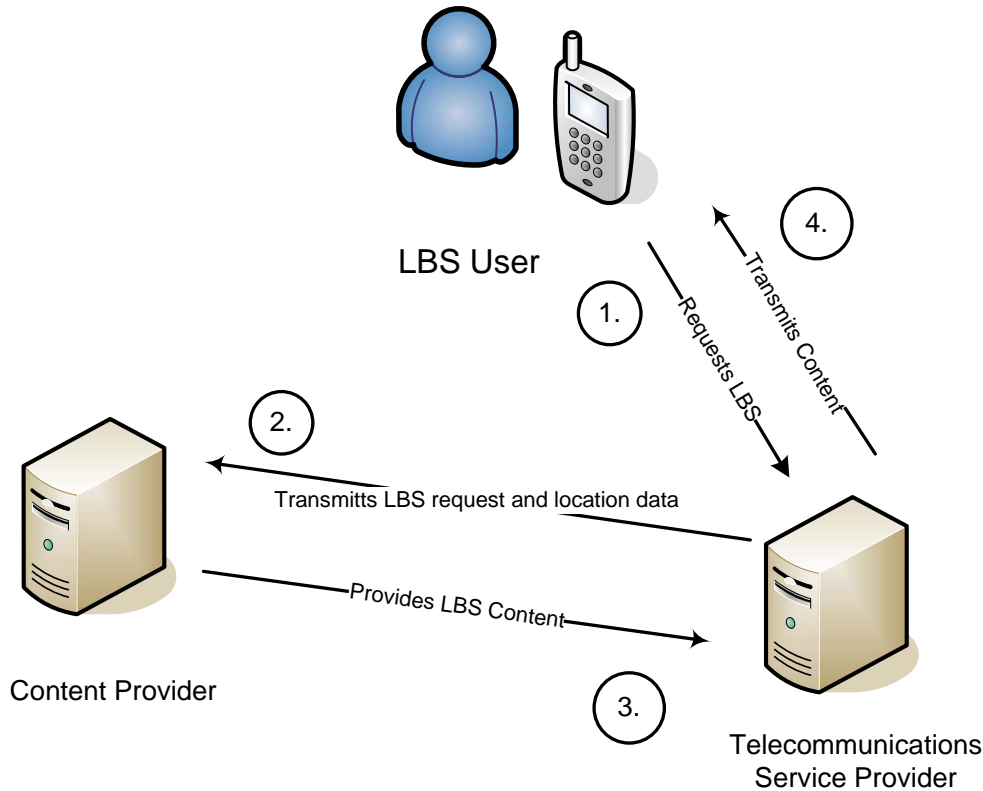 LBS User
4.
1.
Transmits Content
Requests LBS
2.
Transmitts LBS request and location data
Provides LBS Content
Content Provider
3.
Telecommunications
Service Provider